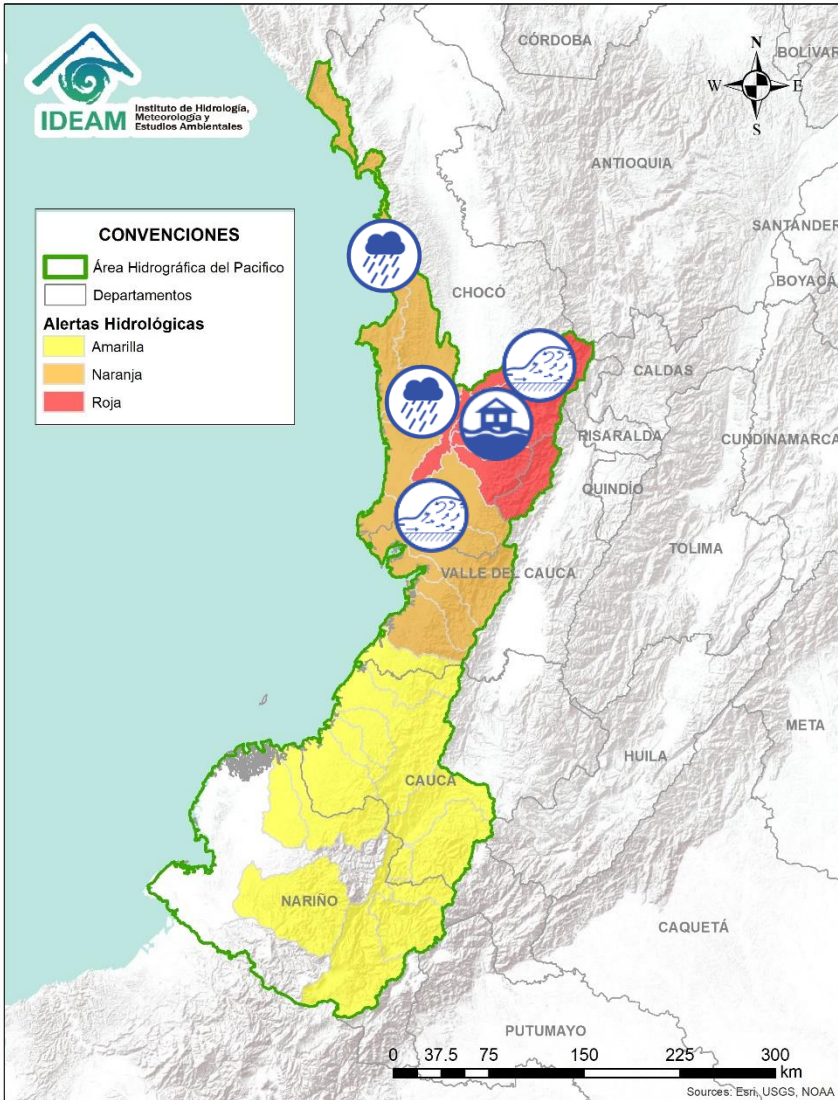 IDEAM
Instituto de Hidrología,
Meteorología y
Estudios Ambientales
CÓRDOBA
BOLÍVAR
N
W
E
S
ANTIOQUIA
SANTANDER
BOYACÁ
CONVENCIONES
Área Hidrográfica del Pacifico
Departamentos
Alertas Hidrológicas
Amarilla
Naranja
Roja
CHOCÓ
CALDAS
RISARALDA
CUNDINAMARCA
QUINDÍO
TOLIMA
VALLE DEL CAUCA
META
HUILA
CAUCA
NARIÑO
CAQUETÁ
PUTUMAYO
0 37.5 75 150 225 300
km
Sources: Esri, USGS, NOAA